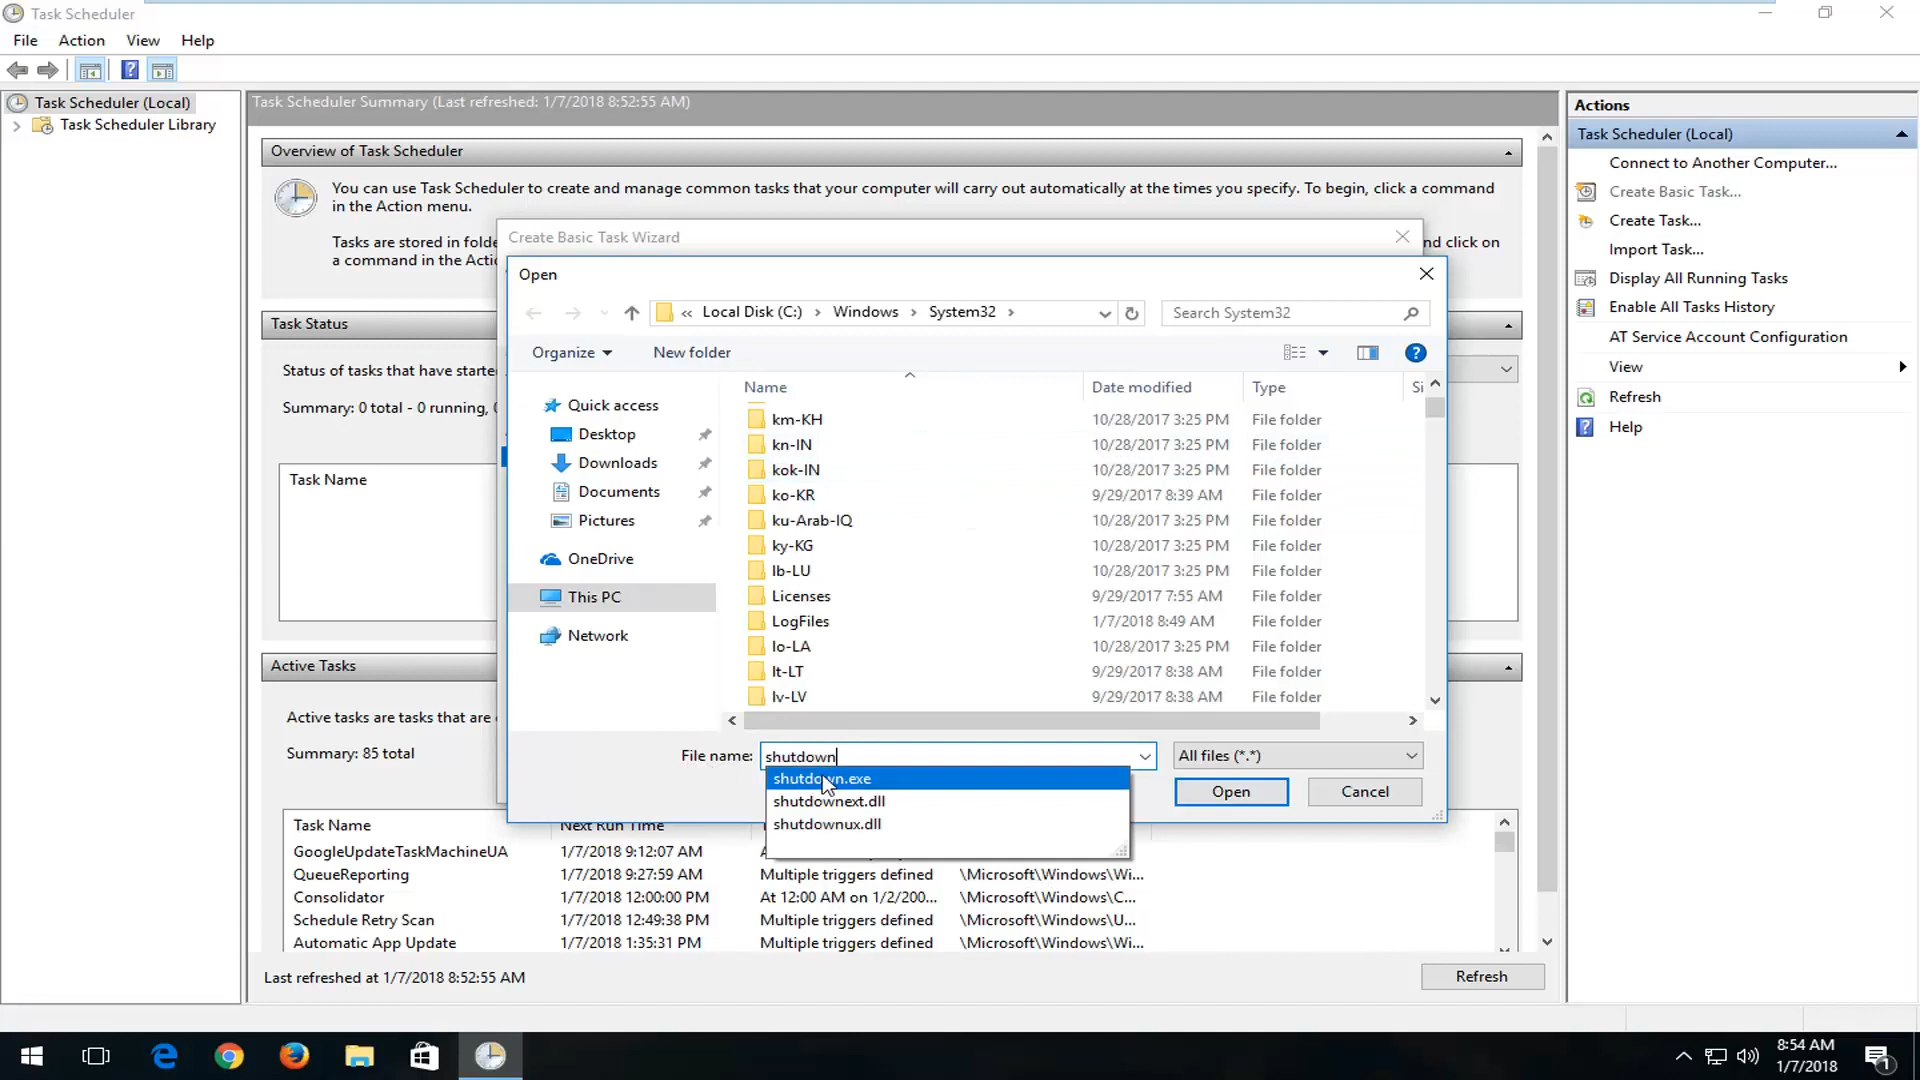 Task Scheduler
File Action View Help
Task Scheduler (Local)
Task Scheduler Library
Task Scheduler Summary (Last refreshed: 1/7/2018 8:52:55 AM)
Overview of Task Scheduler
You can use Task Scheduler to create and manage common tasks that your computer will carry out automatically at the times you specify. To begin, click a command
in the Action menu.
Tasks are stored in folde
nd click on
a command in the Actio
Task Status
Status of tasks that have starte
Summary: 0 total - 0 running,
Task Name
Active Tasks
Active tasks are tasks that are
Summary: 85 total
Task Name Next Run Time
GoogleUpdateTaskMachineUA 1/7/2018 9:12:07 AM
QueueReporting 1/7/2018 9:27:59 AM Multiple triggers defined \Microsoft\Windows\Wi...
Consolidator 1/7/2018 12:00:00 PM At 12:00 AM on 1/2/200... \Microsoft\Windows\C...
Schedule Retry Scan 1/7/2018 12:49:38 PM Multiple triggers defined \Microsoft\Windows\U...
Automatic App Update 1/7/2018 1:35:31 PM Multiple triggers defined \Microsoft\Windows\Wi...
Last refreshed at 1/7/2018 8:52:55 AM
Refresh
Create Basic Task Wizard
Open
« Local Disk (C:) › Windows › System32 ›
Search System32
Organize New folder
Quick access
Desktop
Downloads
Documents
Pictures
OneDrive
This PC
Network
Name Date modified Type Si
km-KH 10/28/2017 3:25 PM File folder
kn-IN 10/28/2017 3:25 PM File folder
kok-IN 10/28/2017 3:25 PM File folder
ko-KR 9/29/2017 8:39 AM File folder
ku-Arab-IQ 10/28/2017 3:25 PM File folder
ky-KG 10/28/2017 3:25 PM File folder
lb-LU 10/28/2017 3:25 PM File folder
Licenses 9/29/2017 7:55 AM File folder
LogFiles 1/7/2018 8:49 AM File folder
lo-LA 10/28/2017 3:25 PM File folder
lt-LT 9/29/2017 8:38 AM File folder
lv-LV 9/29/2017 8:38 AM File folder
File name: shutdown
All files (*.*)
shutdown.exe
shutdownext.dll
shutdownux.dll
Open Cancel
Actions
Task Scheduler (Local)
Connect to Another Computer...
Create Basic Task...
Create Task...
Import Task...
Display All Running Tasks
Enable All Tasks History
AT Service Account Configuration
View
Refresh
Help
8:54 AM
1/7/2018
1